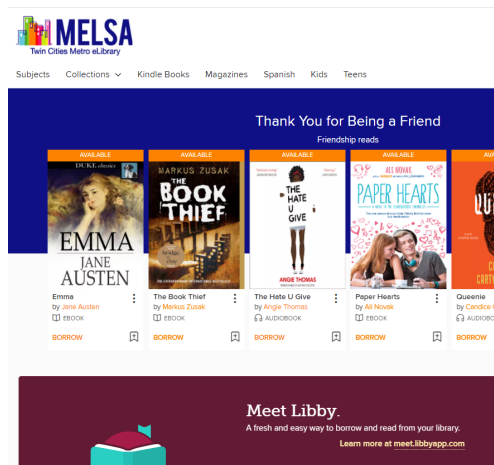 MELSA
Twin Cities Metro eLibrary
Subjects Collections Kindle Books Magazines Spanish Kids Teens
Thank You for Being a Friend
Friendship reads
AVAILABLE AVAILABLE AVAILABLE AVAILABLE AVA
DUKE classics
EMMA
JANE
AUSTEN
MARKUS ZUSAK
THE
BOOK
THIEF
THE
HATE
U
GIVE
ANGIE THOMAS
ALI NOVAK
PAPER HEARTS
Emma The Book Thief The Hate U Give Paper Hearts Queenie
by Jane Austen by Markus Zusak by Angie Thomas by Ali Novak by Candice
EBOOK EBOOK AUDIOBOOK EBOOK AUDIOBO
BORROW BORROW BORROW BORROW BORROW
Meet Libby.
A fresh and easy way to borrow and read from your library.
Learn more at meet.libbyapp.com